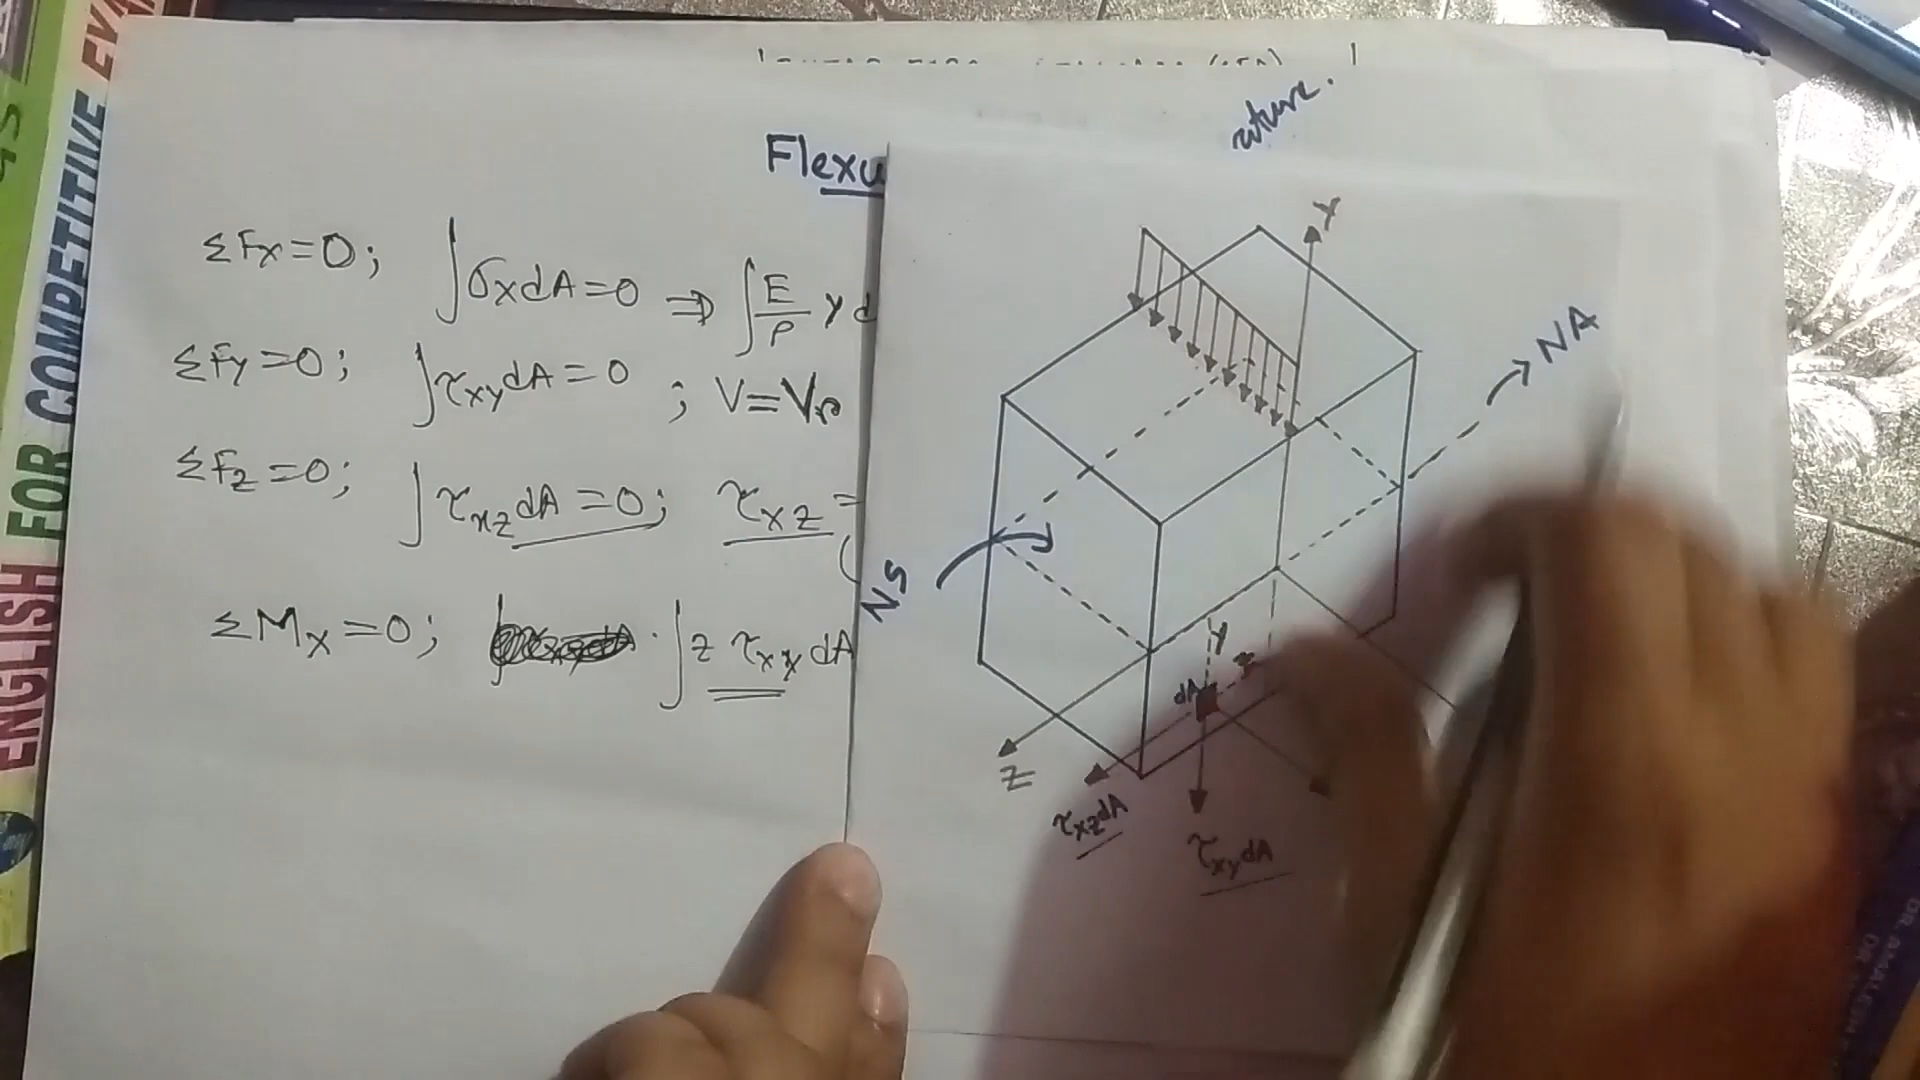 Flexu
ΣFx=0; ∫σxdA=0 ⇒ ∫E/ρ y d
ΣFy=0; ∫τxydA=0 ; V=Vr
ΣFz=0; ∫τxzdA=0; τxz=
ΣMx=0; ∫z τxy dA
Y
NA
NS
y
z
dA
Z
τxzdA
τxydA
ENGLISH FOR COMPETITIVE EXA